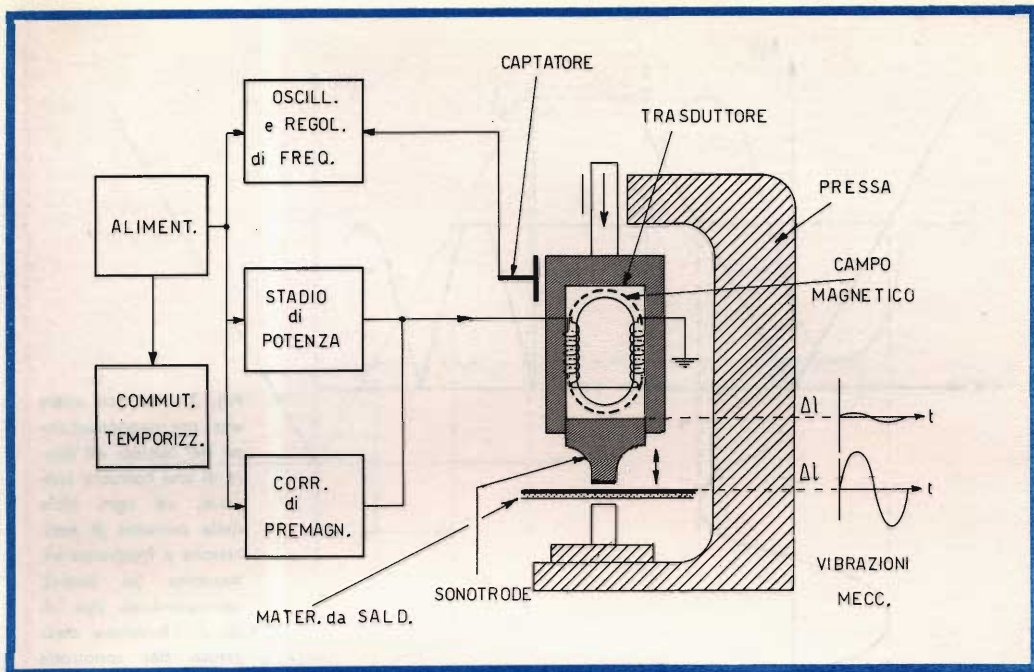 CAPTATORE
OSCILL.
e REGOL.
di FREQ.
TRASDUTTORE
PRESSA
ALIMENT.
CAMPO
MAGNETICO
STADIO
di
POTENZA
COMMUT.
TEMPORIZZ.
Δl
t
Δl
t
CORR.
di
PREMAGN.
VIBRAZIONI
MECC.
SONOTRODE
MATER. da SALD.